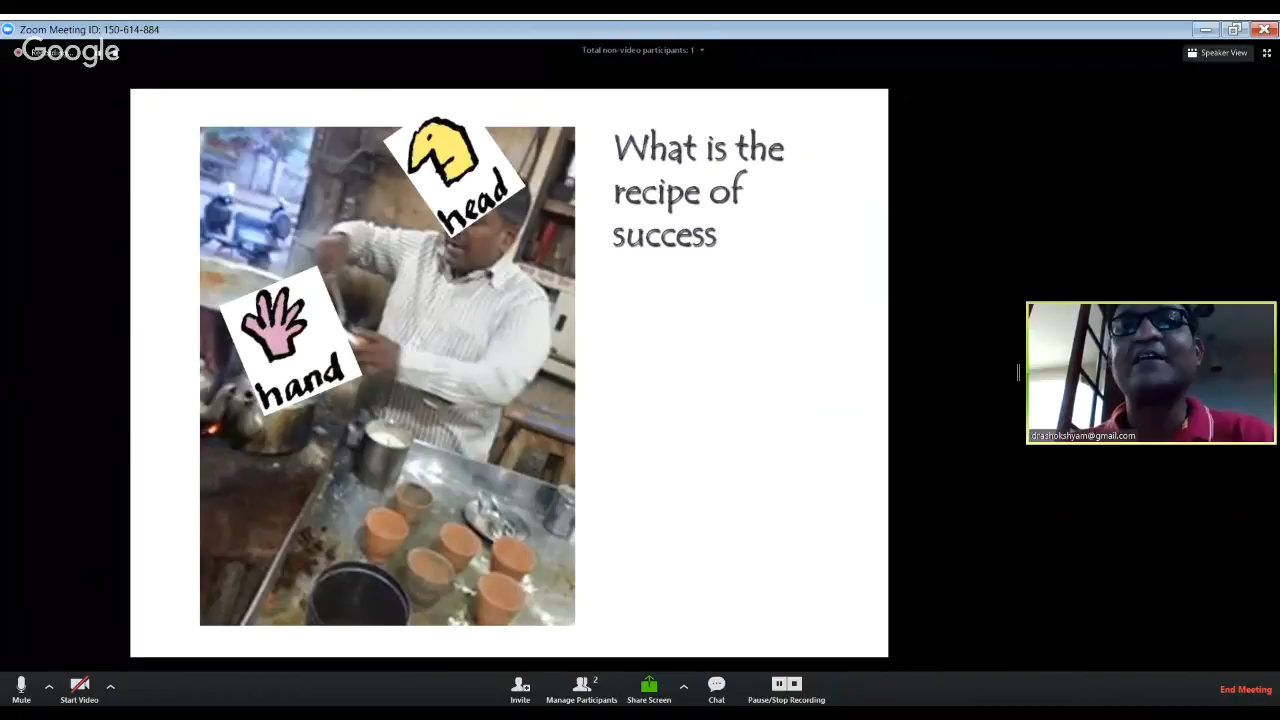 Zoom Meeting ID: 150-614-884
Google
Total non-video participants: 1
Speaker View
head
What is the
recipe of
success
hand
drashokshyam@gmail.com
2
Mute
Start Video
Invite
Manage Participants
Share Screen
Chat
Pause/Stop Recording
End Meeting